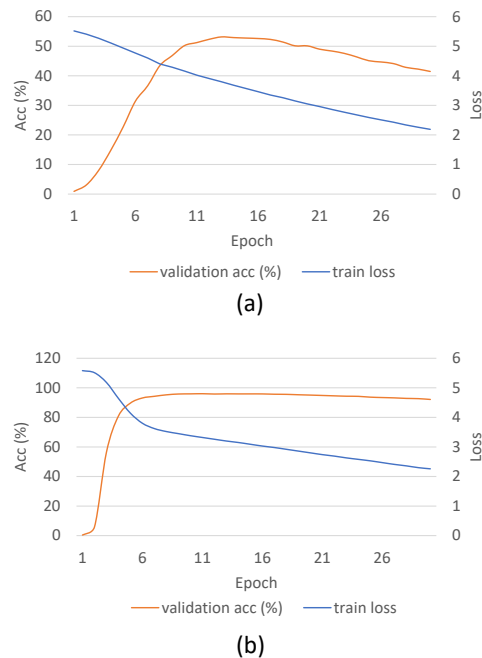 60 6
50 5
40 4
30 3
20 2
10 1
0 0
Acc (%)
Loss
1 6 11 16 21 26
Epoch
validation acc (%) train loss
(a)
120 6
100 5
80 4
60 3
40 2
20 1
0 0
Acc (%)
Loss
1 6 11 16 21 26
Epoch
validation acc (%) train loss
(b)